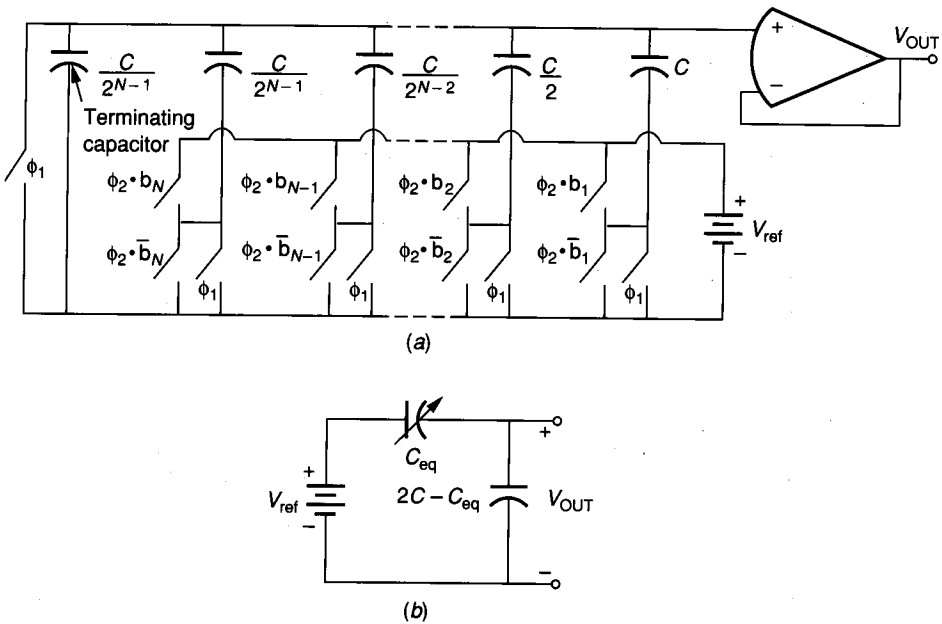 +
V_OUT
−
C/2^{N−1}
C/2^{N−1}
C/2^{N−2}
C/2
C
Terminating
capacitor
ϕ₁
ϕ₂•b_N
ϕ₂•b_{N−1}
ϕ₂•b₂
ϕ₂•b₁
+
V_ref
−
ϕ₂•b̄_N
ϕ₂•b̄_{N−1}
ϕ₂•b̄₂
ϕ₂•b̄₁
ϕ₁
ϕ₁
ϕ₁
ϕ₁
(a)
C_eq
+
+
V_ref
2C − C_eq
V_OUT
−
−
(b)